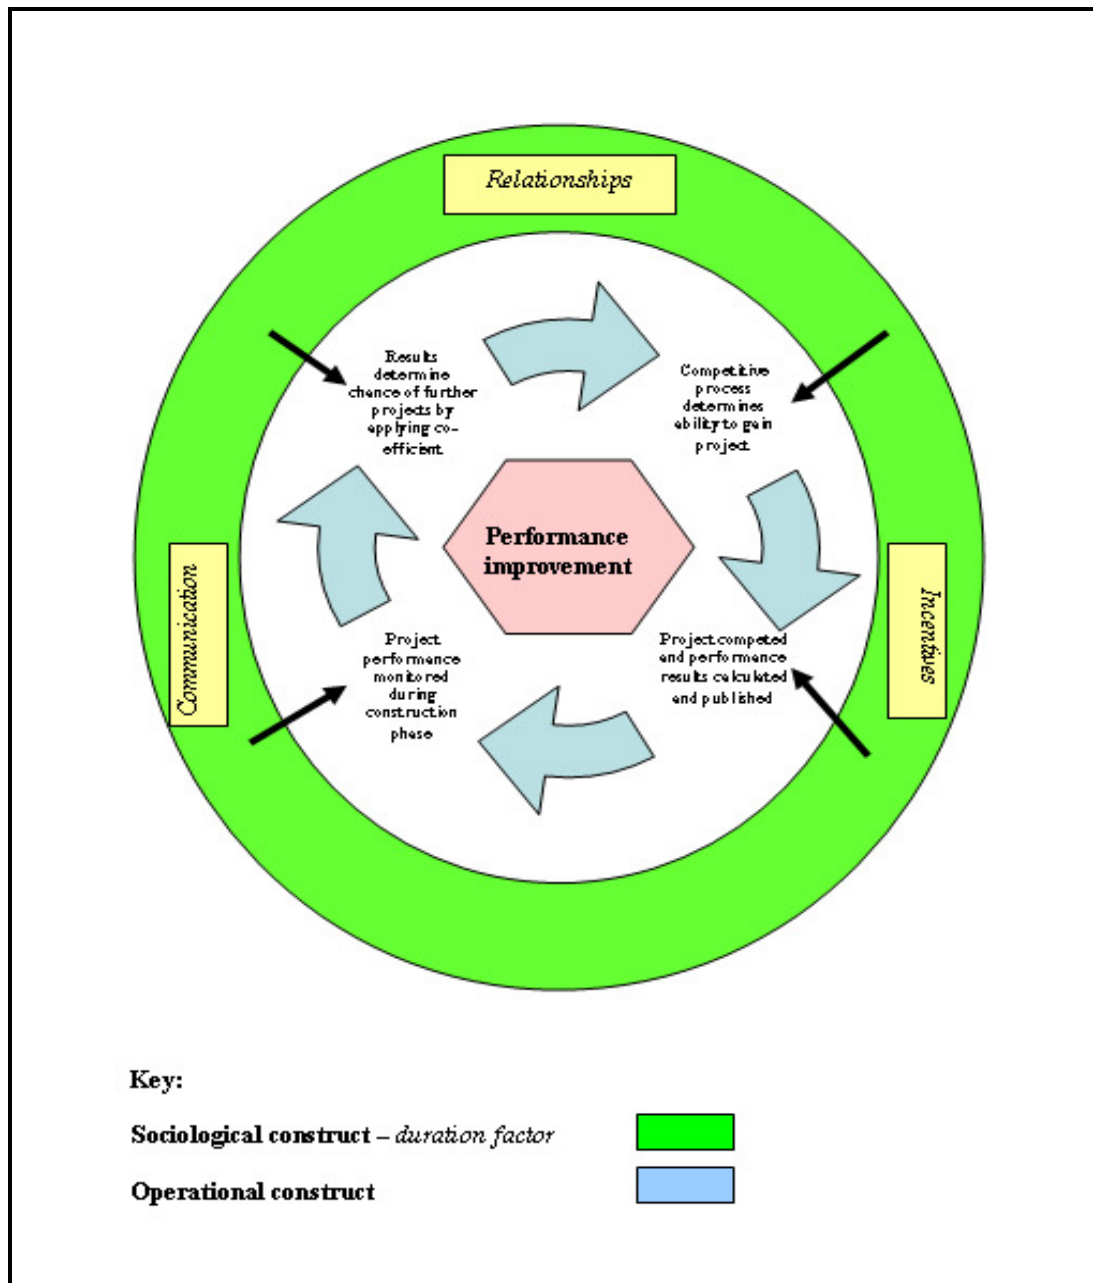 Relationships
Results
determine
chance of further
projects by
applying co-
efficient
Competitive
process
determines
ability to gain
project
Performance
improvement
Communication
Incentives
Project
performance
monitored
during
construction
phase
Project competed
and performance
results calculated
and published
Key:
Sociological construct – duration factor
Operational construct